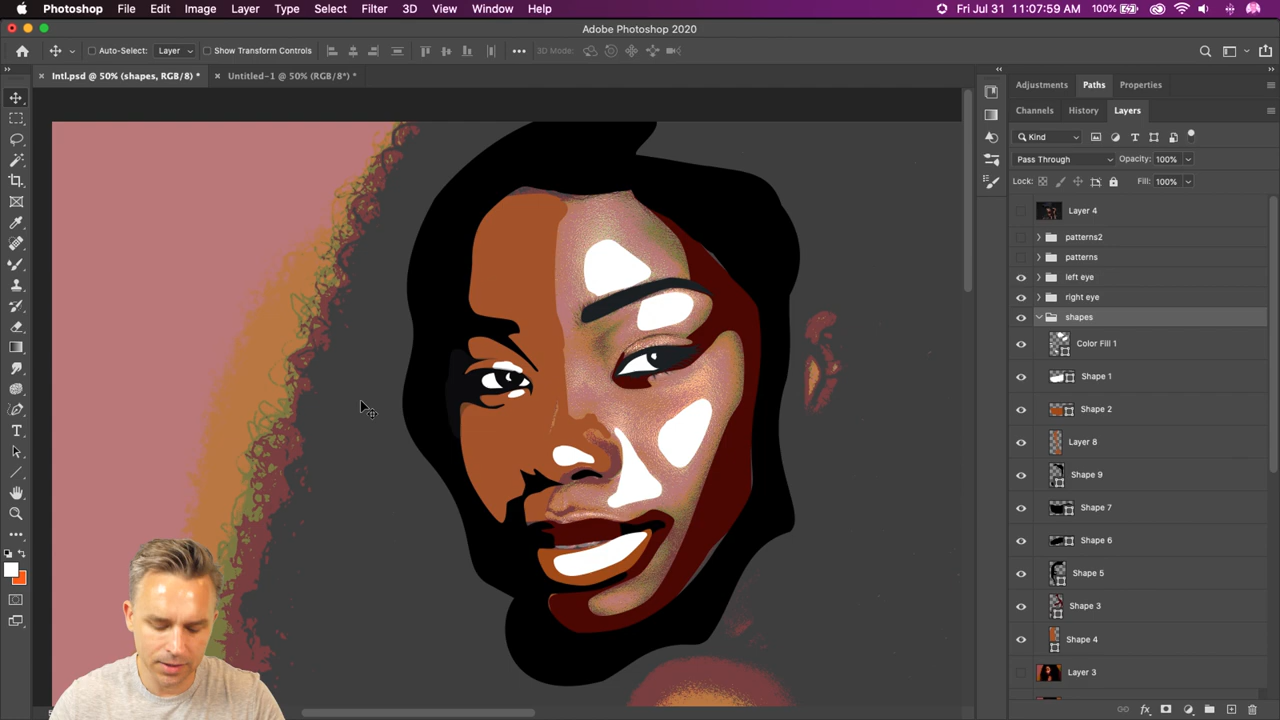 Photoshop File Edit Image Layer Type Select Filter 3D View Window Help 100% Fri Jul 31 11:07:59 AM
Adobe Photoshop 2020
Auto-Select: Layer Show Transform Controls 3D Mode:
Intl.psd @ 50% (shapes, RGB/8) * Untitled-1 @ 50% (RGB/8*) *
Adjustments Paths Properties
Channels History Layers
Kind
Pass Through Opacity: 100%
Lock: Fill: 100%
Layer 4
patterns2
patterns
left eye
right eye
shapes
Color Fill 1
Shape 1
Shape 2
Layer 8
Shape 9
Shape 7
Shape 6
Shape 5
Shape 3
Shape 4
Layer 3